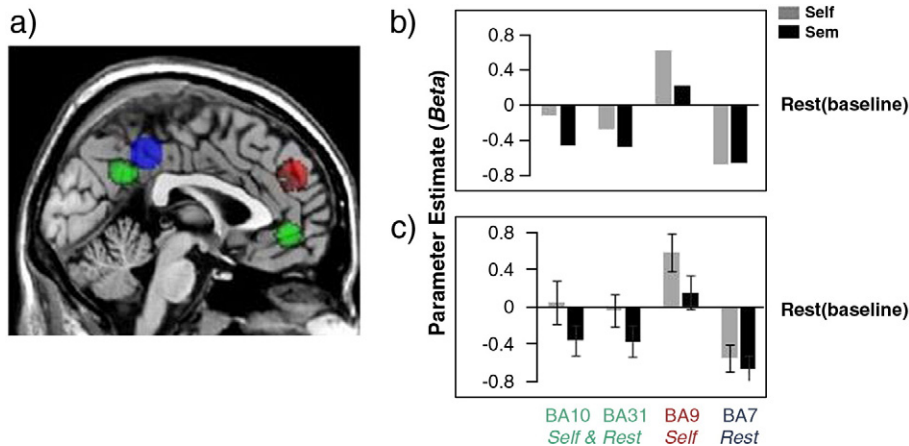 a)
b)
Self
Sem
Parameter Estimate (Beta)
0.8
0.4
0
-0.4
-0.8
Rest(baseline)
c)
0.8
0.4
0
-0.4
-0.8
Rest(baseline)
BA10 BA31 BA9 BA7
Self & Rest Self Rest